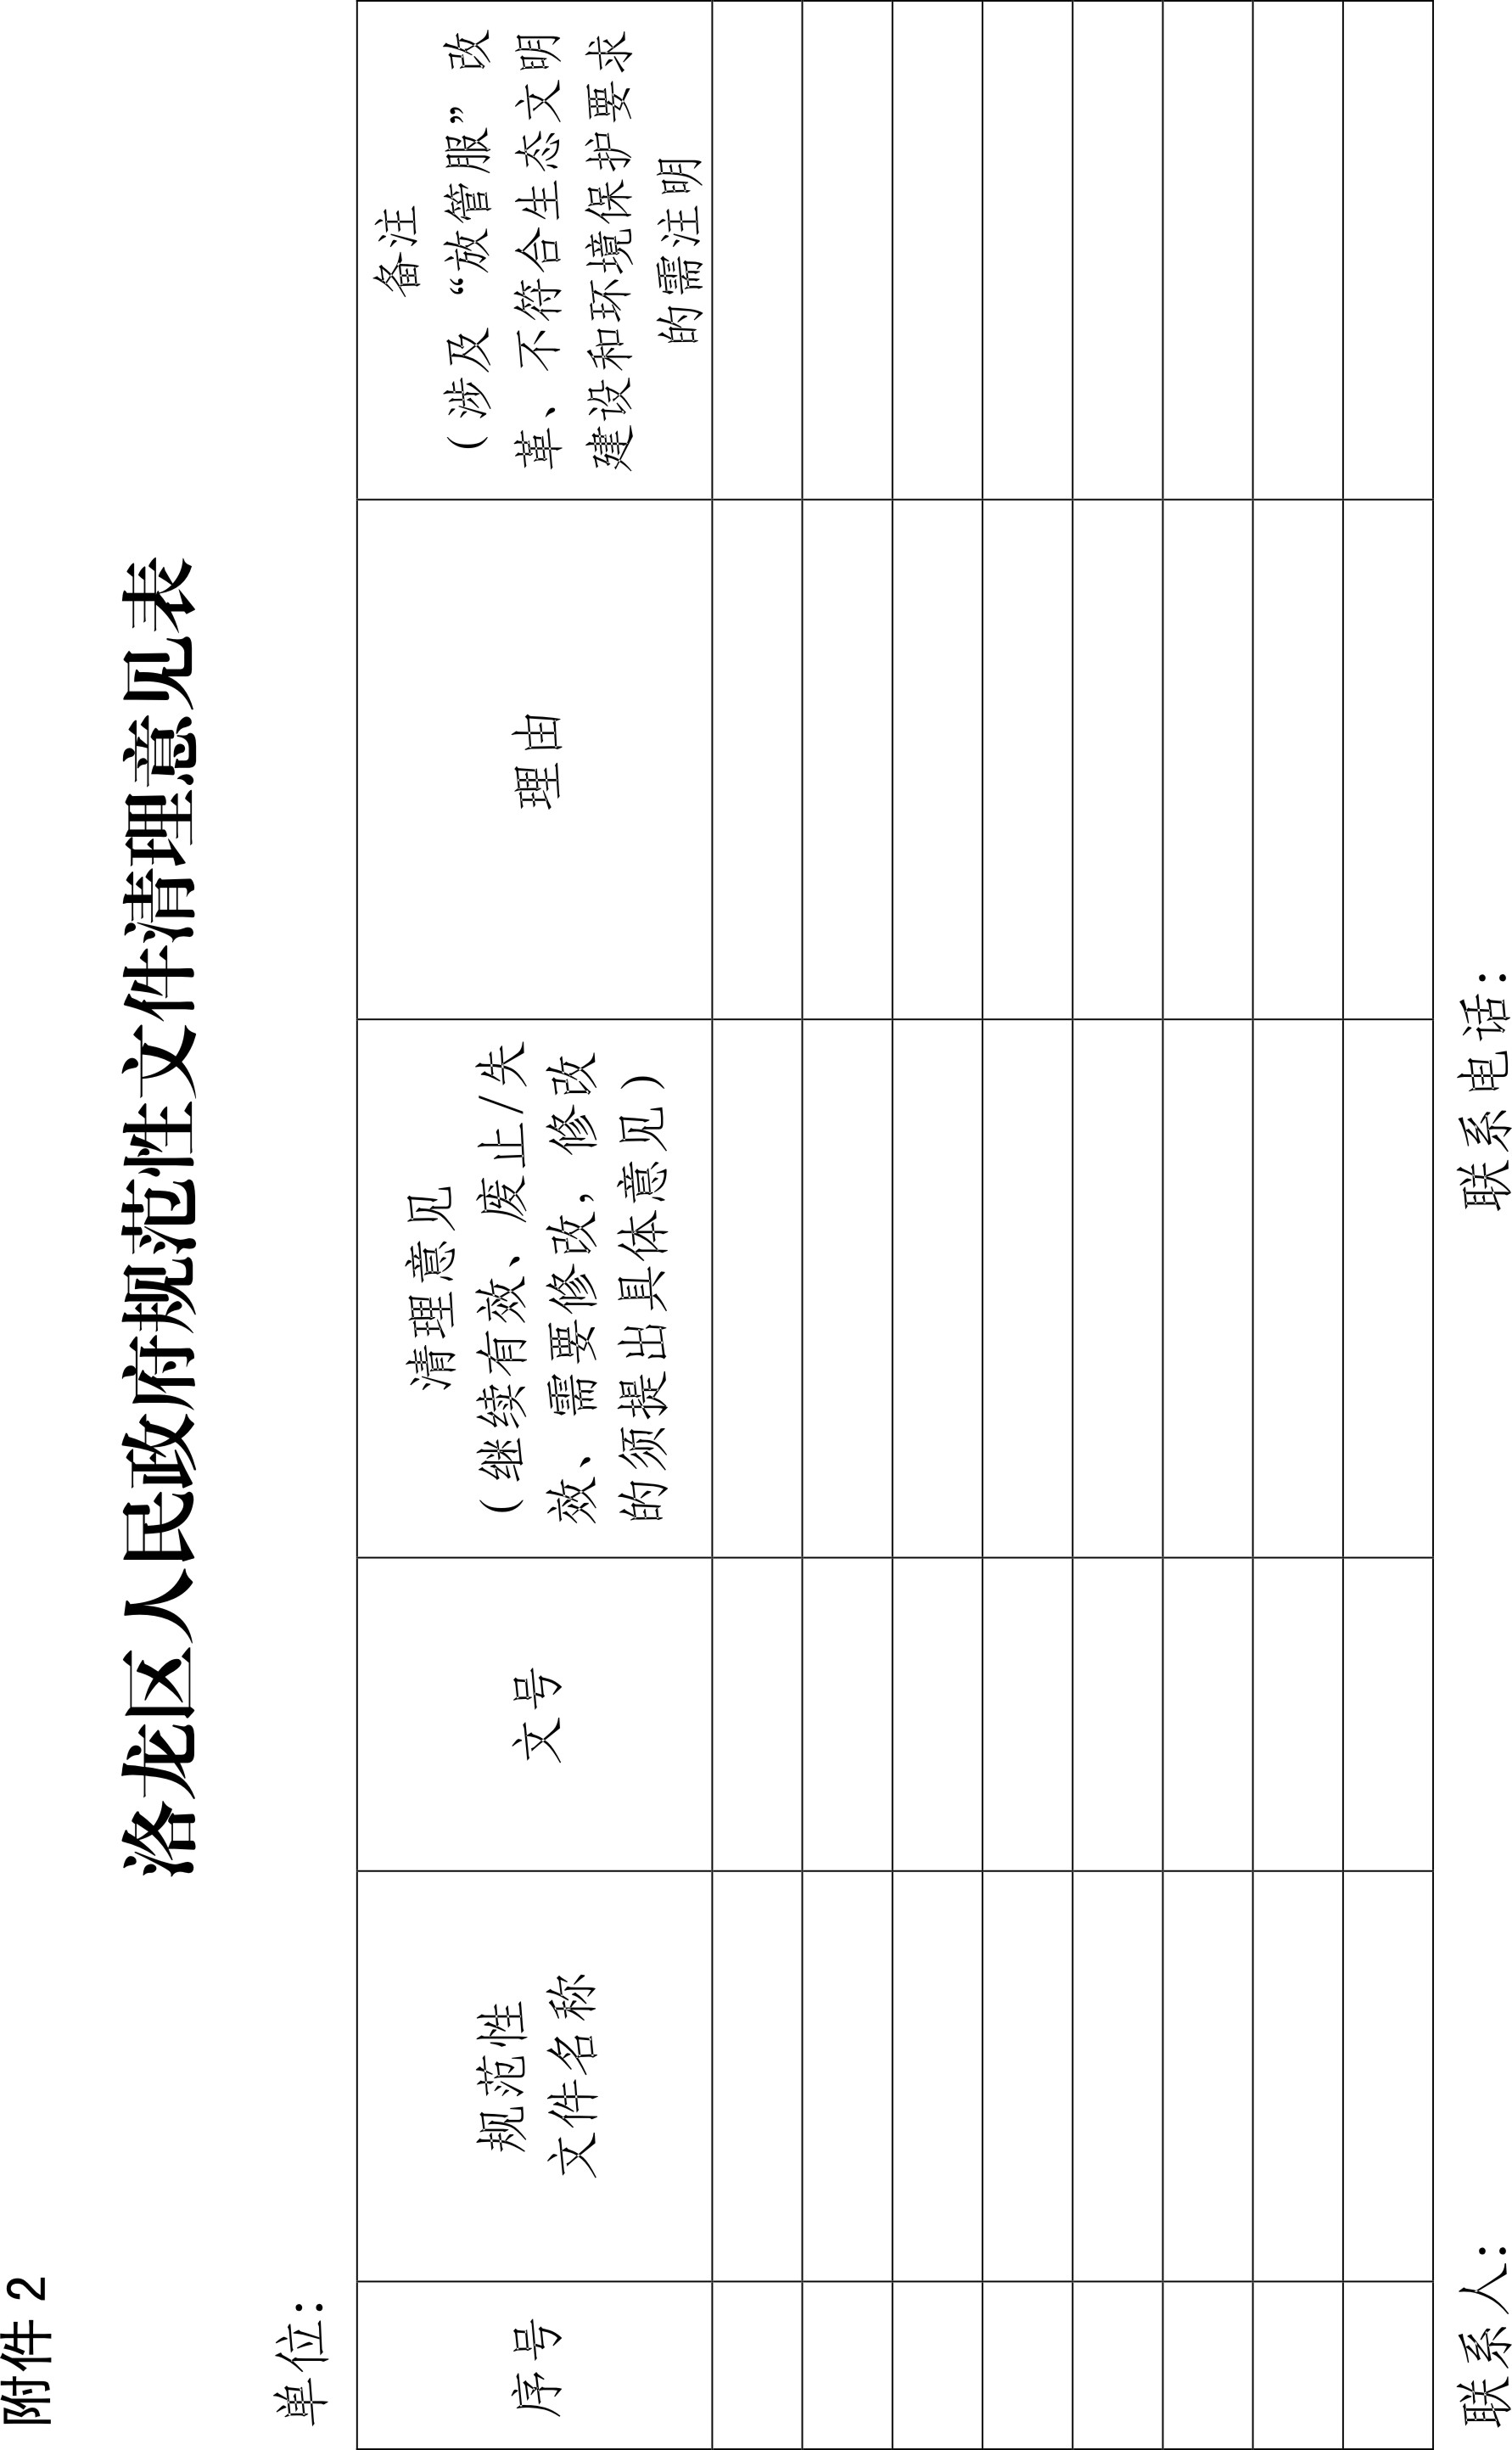 附件 2
洛龙区人民政府规范性文件清理意见表
单位：
序号
规范性
文件名称
文号
清理意见
（继续有效、废止/失
效、需要修改，修改
的须提出具体意见）
理由
备注
（涉及“放管服”改
革、不符合生态文明
建设和环境保护要求
的需注明
联系人：
联系电话：